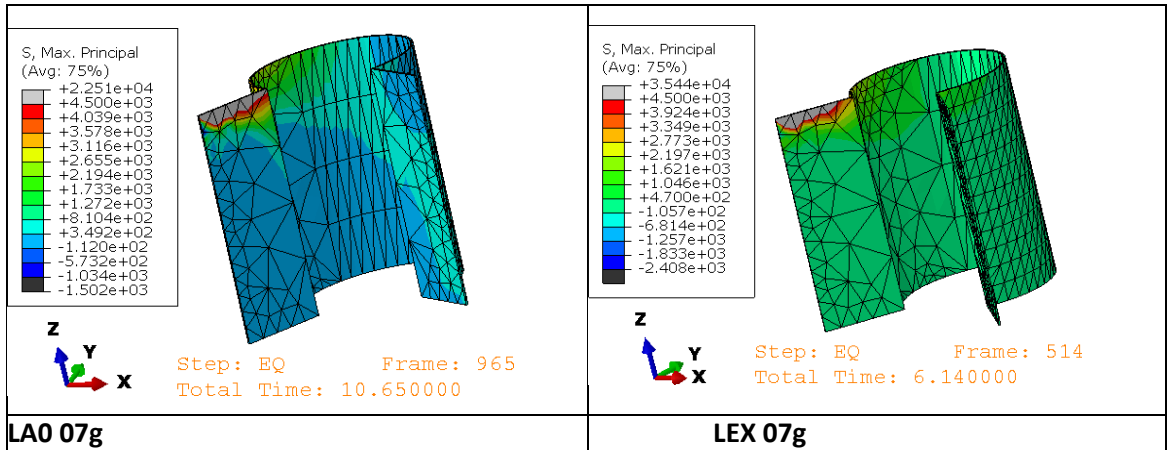 S, Max. Principal
(Avg: 75%)
+2.251e+04
+4.500e+03
+4.039e+03
+3.578e+03
+3.116e+03
+2.655e+03
+2.194e+03
+1.733e+03
+1.272e+03
+8.104e+02
+3.492e+02
-1.120e+02
-5.732e+02
-1.034e+03
-1.502e+03
Z
Y
X
Step: EQ Frame: 965
Total Time: 10.650000
LA0 07g
S, Max. Principal
(Avg: 75%)
+3.544e+04
+4.500e+03
+3.924e+03
+3.349e+03
+2.773e+03
+2.197e+03
+1.621e+03
+1.046e+03
+4.700e+02
-1.057e+02
-6.814e+02
-1.257e+03
-1.833e+03
-2.408e+03
Z
Y
X
Step: EQ Frame: 514
Total Time: 6.140000
LEX 07g